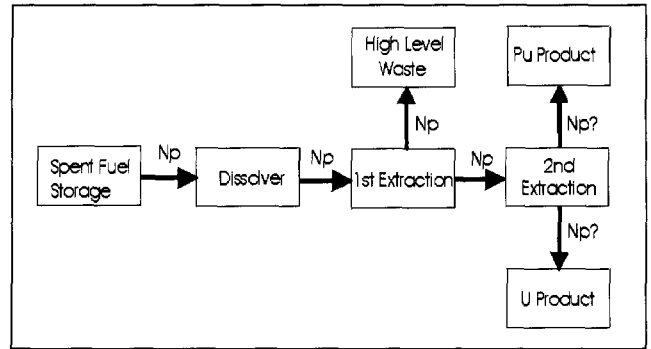 High Level
Waste
Pu Product
Np
Np?
Spent Fuel
Storage
Np
Dissolver
Np
1st Extraction
Np
2nd
Extraction
Np?
U Product